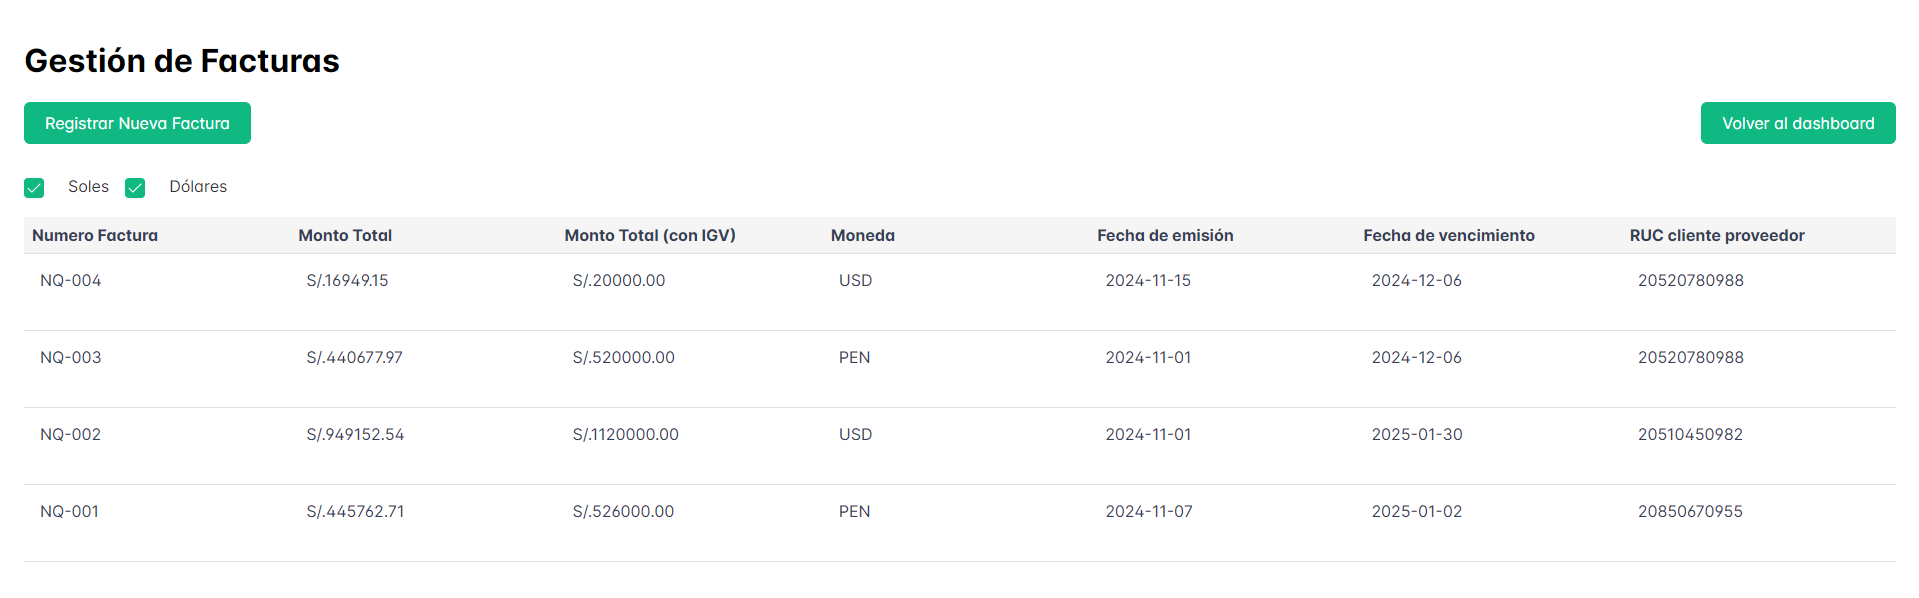 Gestión de Facturas
Registrar Nueva Factura Volver al dashboard
Soles Dólares
Numero Factura Monto Total Monto Total (con IGV) Moneda Fecha de emisión Fecha de vencimiento RUC cliente proveedor
NQ-004 S/.16949.15 S/.20000.00 USD 2024-11-15 2024-12-06 20520780988
NQ-003 S/.440677.97 S/.520000.00 PEN 2024-11-01 2024-12-06 20520780988
NQ-002 S/.949152.54 S/.1120000.00 USD 2024-11-01 2025-01-30 20510450982
NQ-001 S/.445762.71 S/.526000.00 PEN 2024-11-07 2025-01-02 20850670955